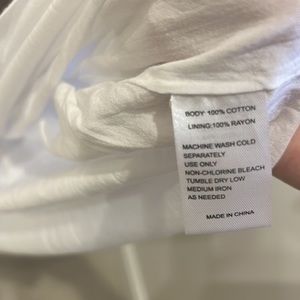 BODY: 100% COTTON
LINING:100% RAYON
MACHINE WASH COLD
SEPARATELY
USE ONLY
NON-CHLORINE BLEACH
TUMBLE DRY LOW
MEDIUM IRON
AS NEEDED
MADE IN CHINA